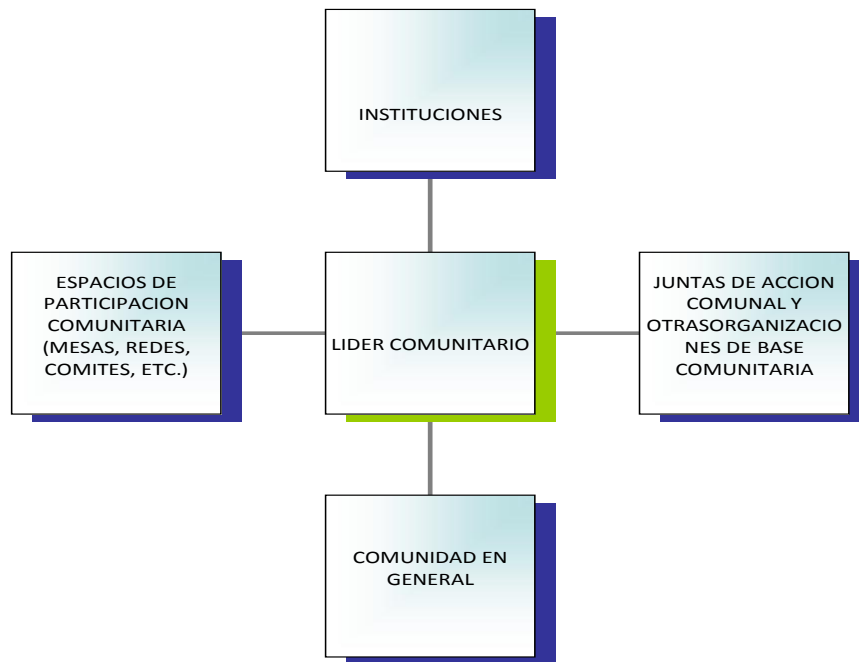 INSTITUCIONES
ESPACIOS DE
PARTICIPACION
COMUNITARIA
(MESAS, REDES,
COMITES, ETC.)
LIDER COMUNITARIO
JUNTAS DE ACCION
COMUNAL Y
OTRASORGANIZACIO
NES DE BASE
COMUNITARIA
COMUNIDAD EN
GENERAL